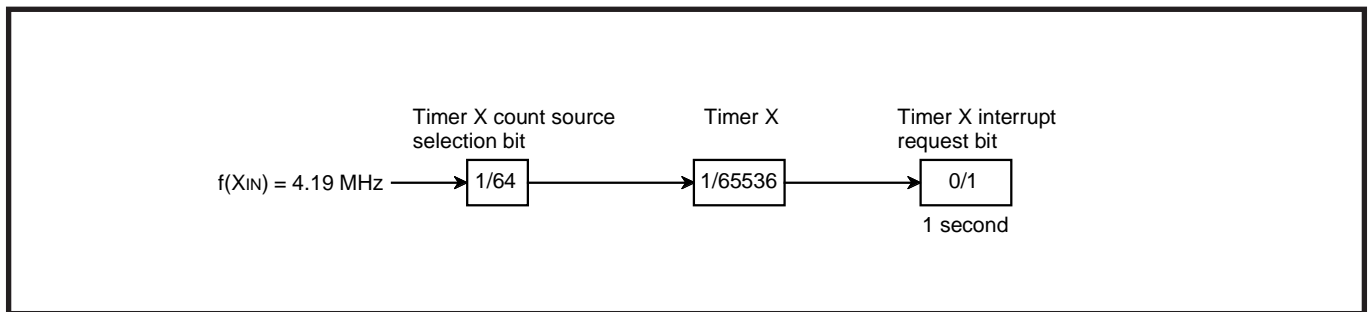 Timer X count source
selection bit
Timer X
Timer X interrupt
request bit
f(XIN) = 4.19 MHz
1/64
1/65536
0/1
1 second